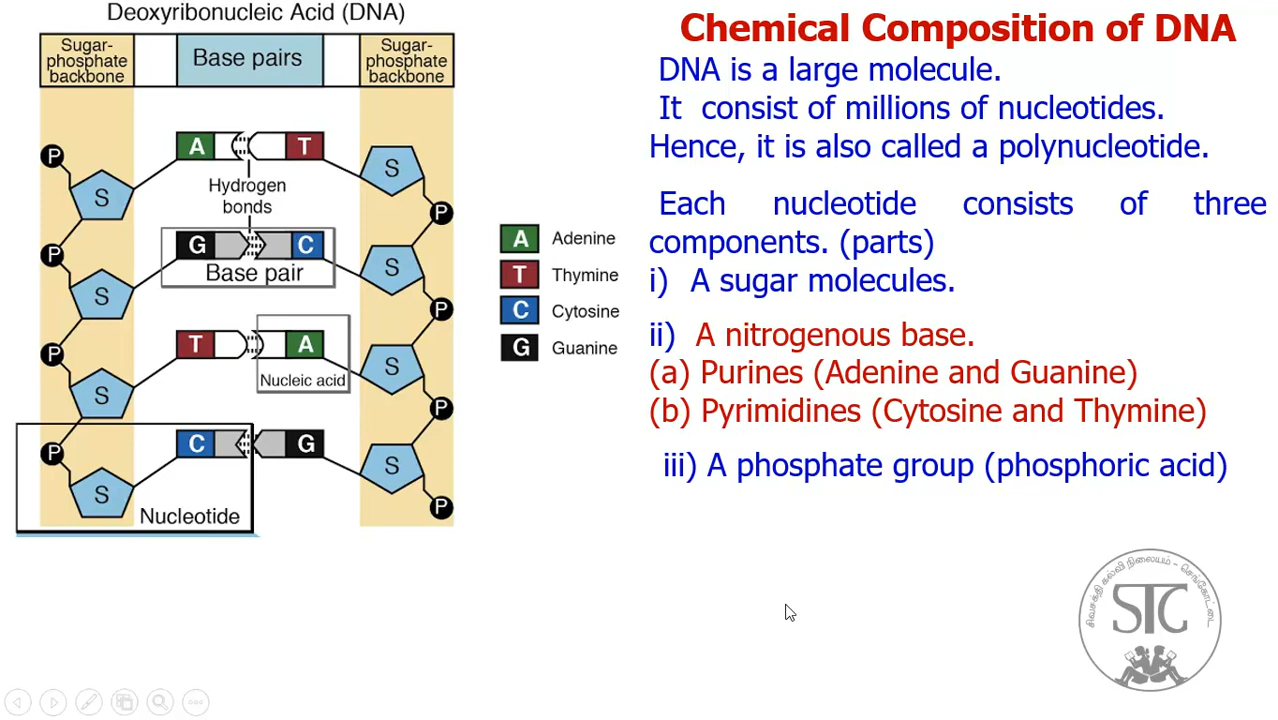 Deoxyribonucleic Acid (DNA)
Sugar-
phosphate
backbone
Base pairs
Sugar-
phosphate
backbone
A
T
P
S
S
Hydrogen
bonds
P
P
G
C
S
S
Base pair
P
P
T
A
S
S
Nucleic acid
P
P
C
G
S
S
P
Nucleotide
A Adenine
T Thymine
C Cytosine
G Guanine
Chemical Composition of DNA
DNA is a large molecule.
It consist of millions of nucleotides.
Hence, it is also called a polynucleotide.
Each nucleotide consists of three
components. (parts)
i) A sugar molecules.
ii) A nitrogenous base.
(a) Purines (Adenine and Guanine)
(b) Pyrimidines (Cytosine and Thymine)
iii) A phosphate group (phosphoric acid)
சிவசக்தி கல்வி நிலையம் - செங்கோட்டை
STC